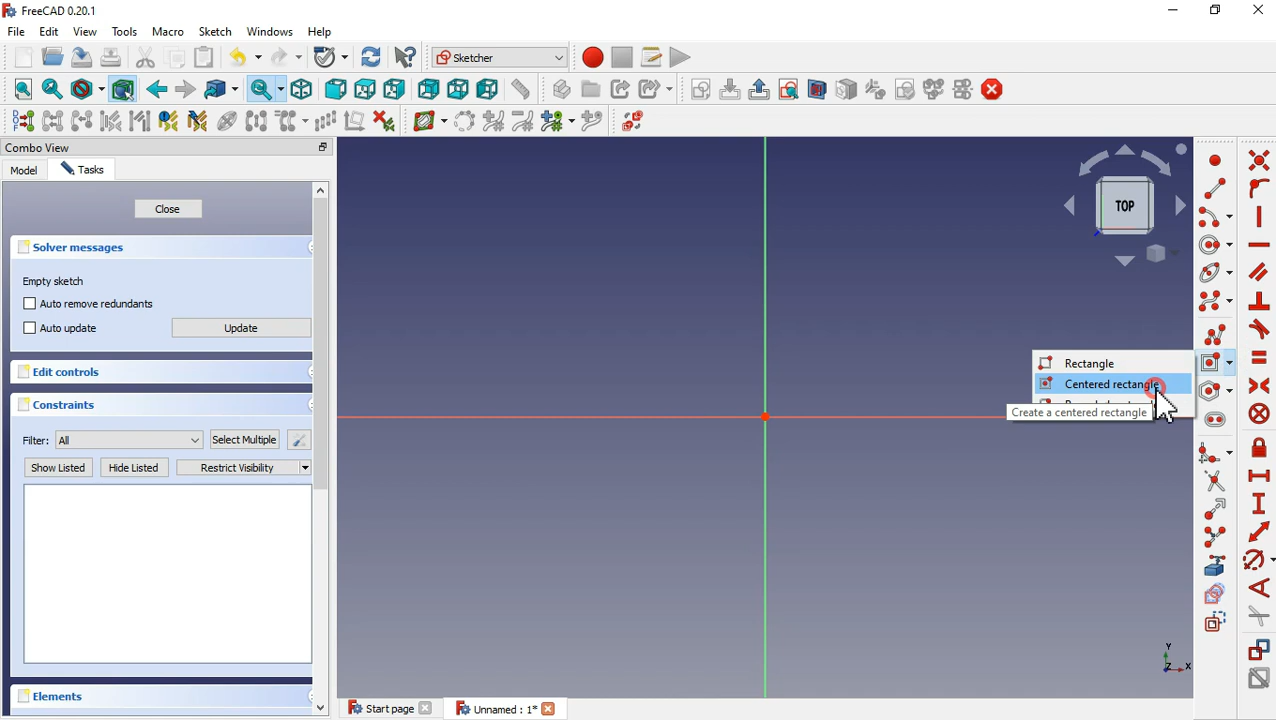 FreeCAD 0.20.1
File Edit View Tools Macro Sketch Windows Help
Sketcher
Combo View
Model Tasks
Close
Solver messages
Empty sketch
Auto remove redundants
Auto update Update
Edit controls
Constraints
Filter: All Select Multiple
Show Listed Hide Listed Restrict Visibility
Elements
TOP
Rectangle
Centered rectangle
Create a centered rectangle
Y
Z X
Start page Unnamed : 1*